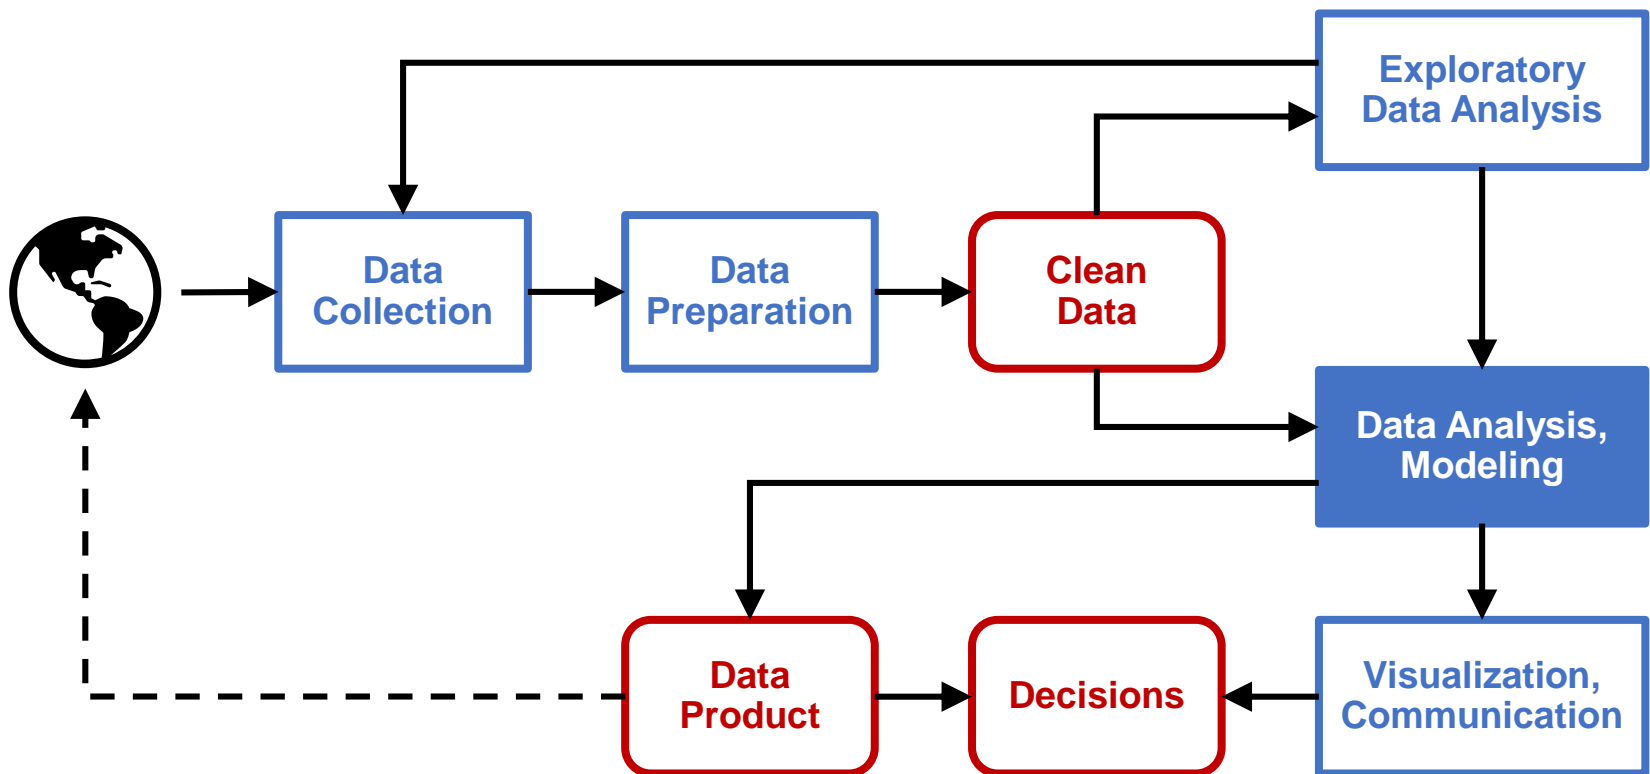 Exploratory
Data Analysis
Data
Collection
Data
Preparation
Clean
Data
Data Analysis,
Modeling
Data
Product
Decisions
Visualization,
Communication